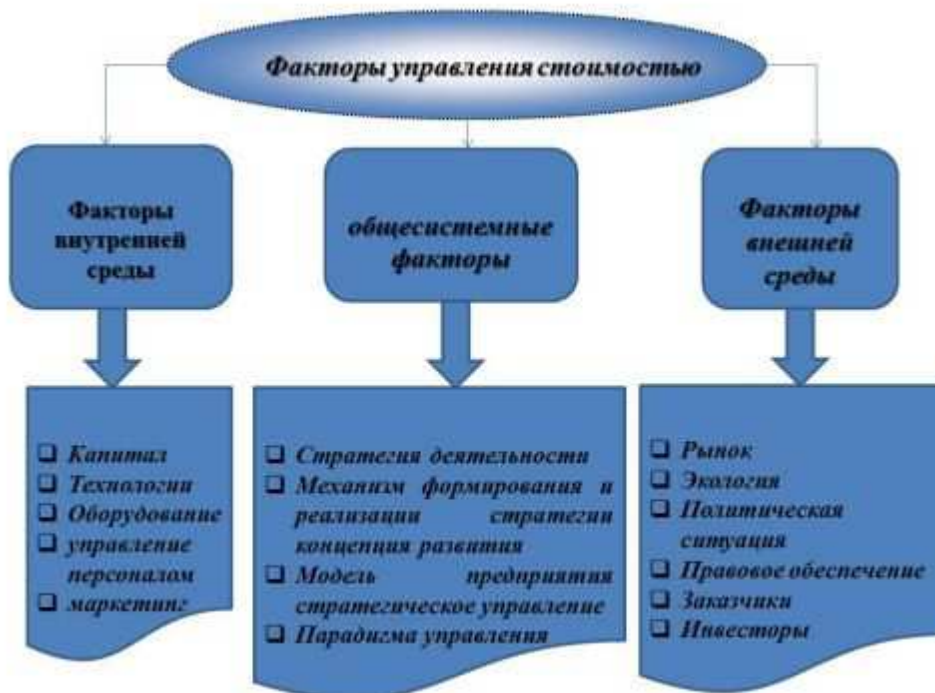 Факторы управления стоимостью
Факторы
внутренней
среды
общесистемные
факторы
Факторы
внешней
среды
Капитал
Технологии
Оборудование
управление
персоналом
маркетинг
Стратегия деятельности
Механизм формирования и
реализации стратегии
концепция развития
Модель предприятия
стратегическое управление
Парадигма управления
Рынок
Экология
Политическая
ситуация
Правовое обеспечение
Заказчики
Инвесторы